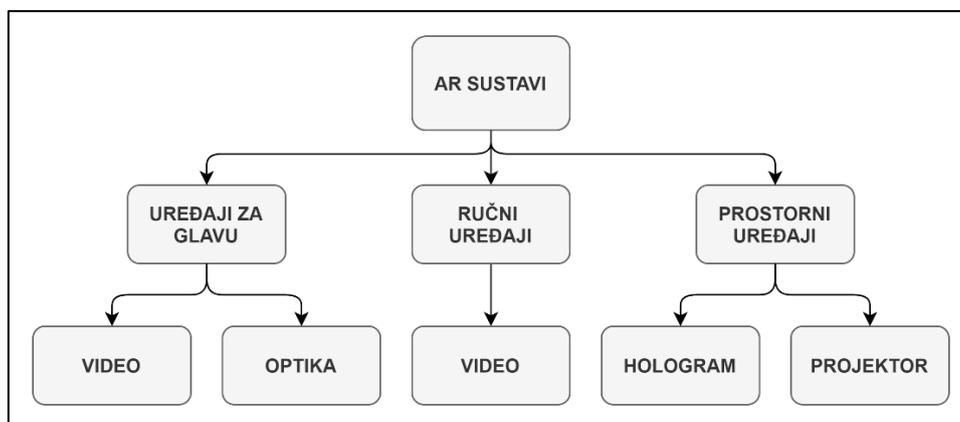 AR SUSTAVI
UREĐAJI ZA
GLAVU
RUČNI
UREĐAJI
PROSTORNI
UREĐAJI
VIDEO
OPTIKA
VIDEO
HOLOGRAM
PROJEKTOR